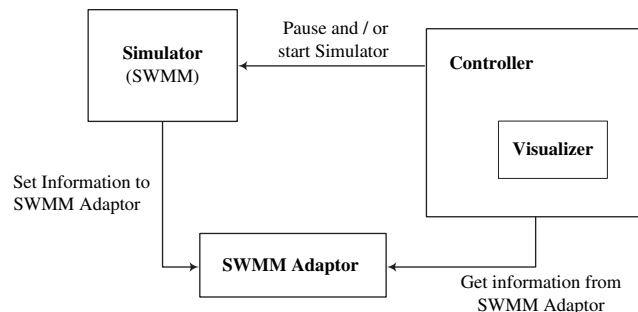 Simulator
(SWMM)
Pause and / or
start Simulator
Controller
Visualizer
Set Information to
SWMM Adaptor
SWMM Adaptor
Get information from
SWMM Adaptor